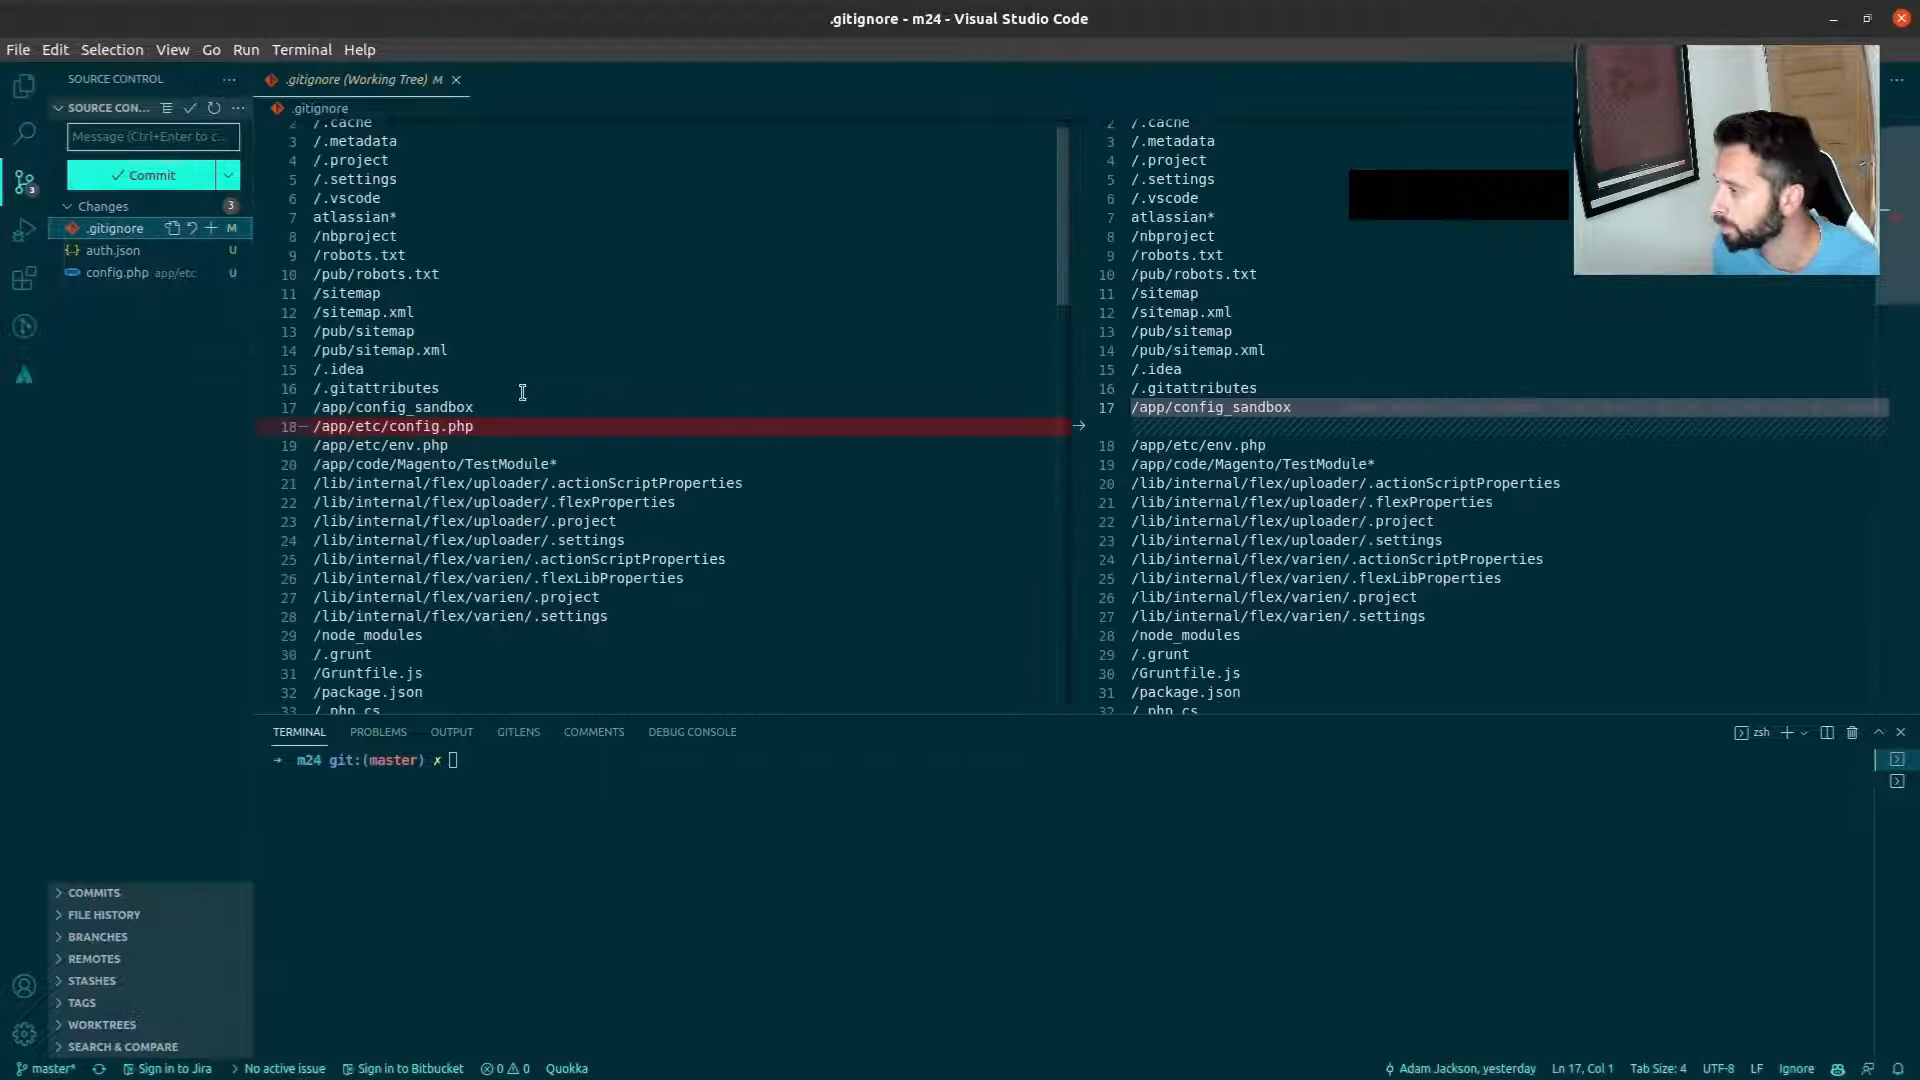 .gitignore - m24 - Visual Studio Code
File Edit Selection View Go Run Terminal Help
SOURCE CONTROL
SOURCE CON...
Message (Ctrl+Enter to c...
Commit
Changes 3
.gitignore M
auth.json U
config.php app/etc U
3
.gitignore (Working Tree) M
.gitignore
2 /.cache
3 /.metadata
4 /.project
5 /.settings
6 /.vscode
7 atlassian*
8 /nbproject
9 /robots.txt
10 /pub/robots.txt
11 /sitemap
12 /sitemap.xml
13 /pub/sitemap
14 /pub/sitemap.xml
15 /.idea
16 /.gitattributes
17 /app/config_sandbox
18− /app/etc/config.php
19 /app/etc/env.php
20 /app/code/Magento/TestModule*
21 /lib/internal/flex/uploader/.actionScriptProperties
22 /lib/internal/flex/uploader/.flexProperties
23 /lib/internal/flex/uploader/.project
24 /lib/internal/flex/uploader/.settings
25 /lib/internal/flex/varien/.actionScriptProperties
26 /lib/internal/flex/varien/.flexLibProperties
27 /lib/internal/flex/varien/.project
28 /lib/internal/flex/varien/.settings
29 /node_modules
30 /.grunt
31 /Gruntfile.js
32 /package.json
33 /.php_cs
2 /.cache
3 /.metadata
4 /.project
5 /.settings
6 /.vscode
7 atlassian*
8 /nbproject
9 /robots.txt
10 /pub/robots.txt
11 /sitemap
12 /sitemap.xml
13 /pub/sitemap
14 /pub/sitemap.xml
15 /.idea
16 /.gitattributes
17 /app/config_sandbox
18 /app/etc/env.php
19 /app/code/Magento/TestModule*
20 /lib/internal/flex/uploader/.actionScriptProperties
21 /lib/internal/flex/uploader/.flexProperties
22 /lib/internal/flex/uploader/.project
23 /lib/internal/flex/uploader/.settings
24 /lib/internal/flex/varien/.actionScriptProperties
25 /lib/internal/flex/varien/.flexLibProperties
26 /lib/internal/flex/varien/.project
27 /lib/internal/flex/varien/.settings
28 /node_modules
29 /.grunt
30 /Gruntfile.js
31 /package.json
32 /.php_cs
TERMINAL PROBLEMS OUTPUT GITLENS COMMENTS DEBUG CONSOLE
zsh
→ m24 git:(master) ✗
COMMITS
FILE HISTORY
BRANCHES
REMOTES
STASHES
TAGS
WORKTREES
SEARCH & COMPARE
master* Sign in to Jira No active issue Sign in to Bitbucket 0 0 Quokka Adam Jackson, yesterday Ln 17, Col 1 Tab Size: 4 UTF-8 LF Ignore